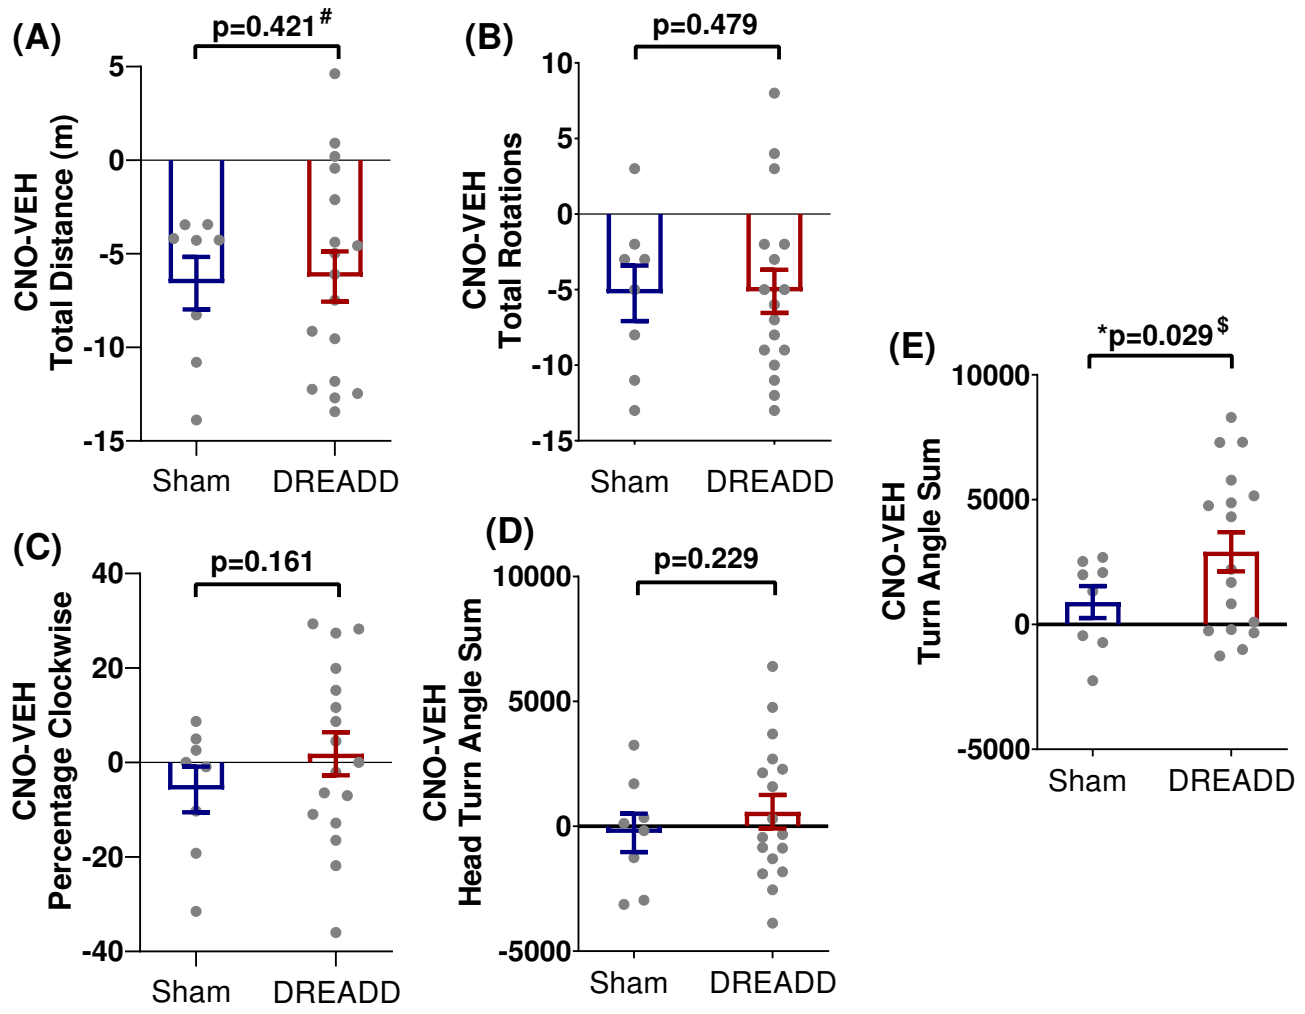 (A)
p=0.421#
CNO-VEH
Total Distance (m)
5
0
-5
-10
-15
Sham
DREADD
(B)
p=0.479
CNO-VEH
Total Rotations
10
5
0
-5
-10
-15
Sham
DREADD
(C)
p=0.161
CNO-VEH
Percentage Clockwise
40
20
0
-20
-40
Sham
DREADD
(D)
p=0.229
CNO-VEH
Head Turn Angle Sum
10000
5000
0
-5000
Sham
DREADD
(E)
*p=0.029$
CNO-VEH
Turn Angle Sum
10000
5000
0
-5000
Sham
DREADD